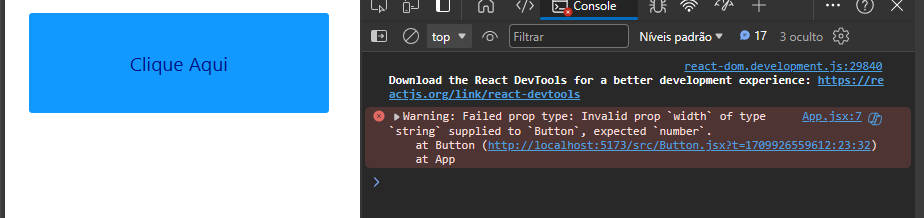 Clique Aqui
Console
top
Filtrar
Níveis padrão
17
3 oculto
react-dom.development.js:29840
Download the React DevTools for a better development experience: https://re
actjs.org/link/react-devtools
Warning: Failed prop type: Invalid prop `width` of type
App.jsx:7
`string` supplied to `Button`, expected `number`.
at Button (http://localhost:5173/src/Button.jsx?t=1709926559612:23:32)
at App